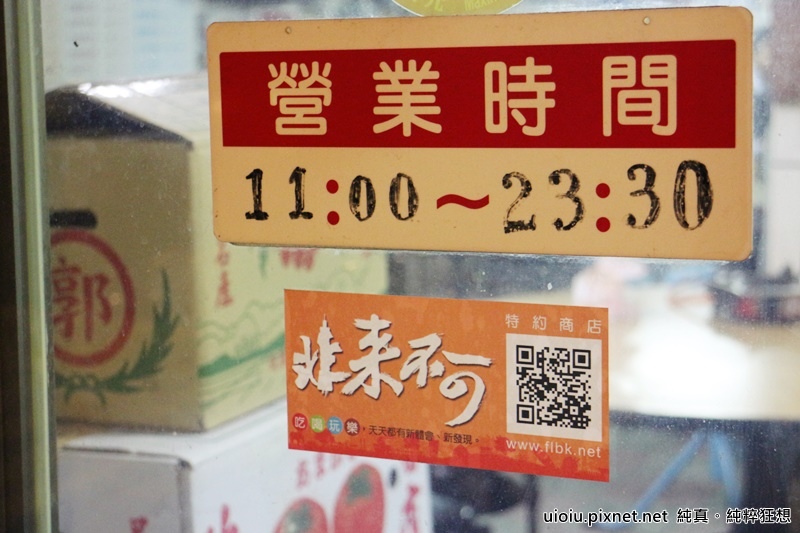 營業時間
11:00~23:30
特約商店
非來不可
吃喝玩樂，天天都有新體會、新發現。
www.flbk.net
郭
uioiu.pixnet.net 純真。純粹狂想